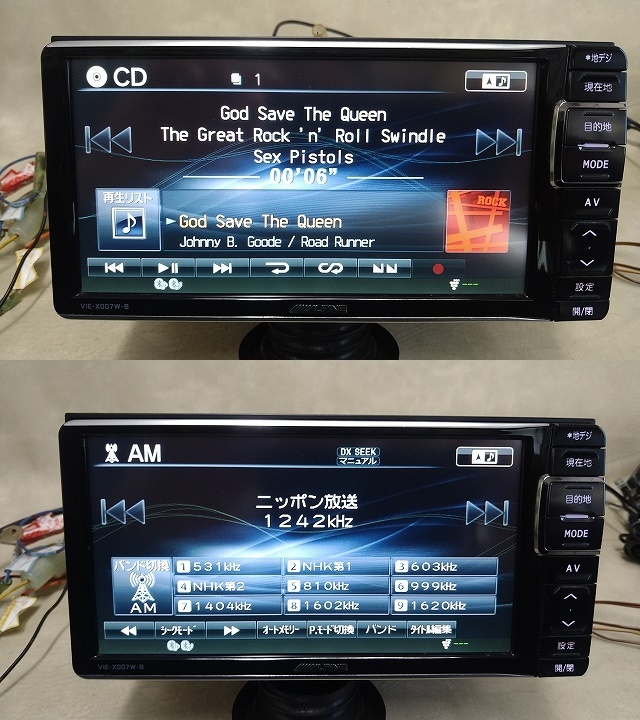 CD
1
God Save The Queen
The Great Rock 'n' Roll Swindle
Sex Pistols
00'06"
再生リスト
God Save The Queen
Johnny B. Goode / Road Runner
ROCK
VIE-X007W-B
ALPINE
*地デジ
現在地
目的地
MODE
AV
設定
開/閉
AM
DX SEEK
マニュアル
ニッポン放送
1242kHz
バンド切換
AM
1 531kHz
2 NHK第1
3 603kHz
4 NHK第2
5 810kHz
6 999kHz
7 1404kHz
8 1602kHz
9 1620kHz
シークモード
オートメモリー
P.モード切換
バンド
タイトル編集
VIE-X007W-B
ALPINE
*地デジ
現在地
目的地
MODE
AV
設定
開/閉